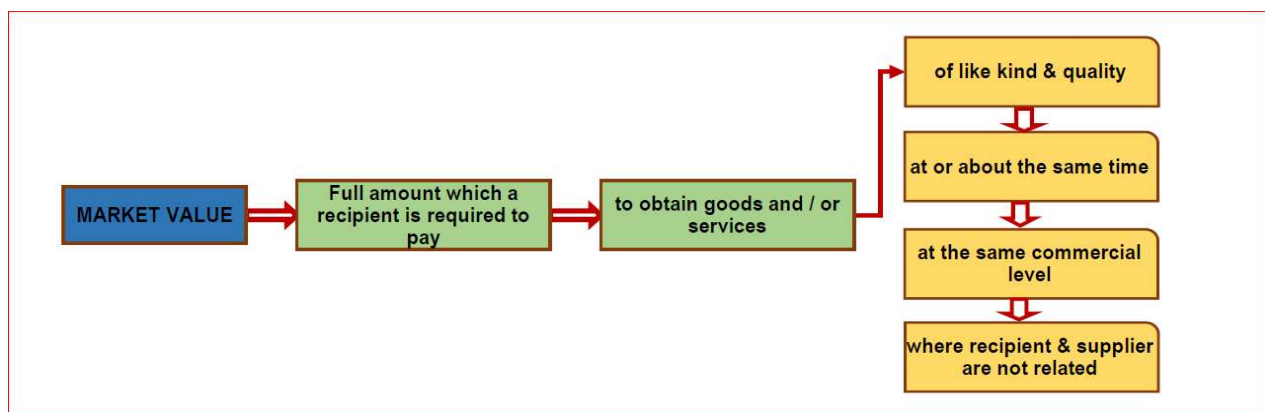 MARKET VALUE
Full amount which a
recipient is required to
pay
to obtain goods and / or
services
of like kind & quality
at or about the same time
at the same commercial
level
where recipient & supplier
are not related